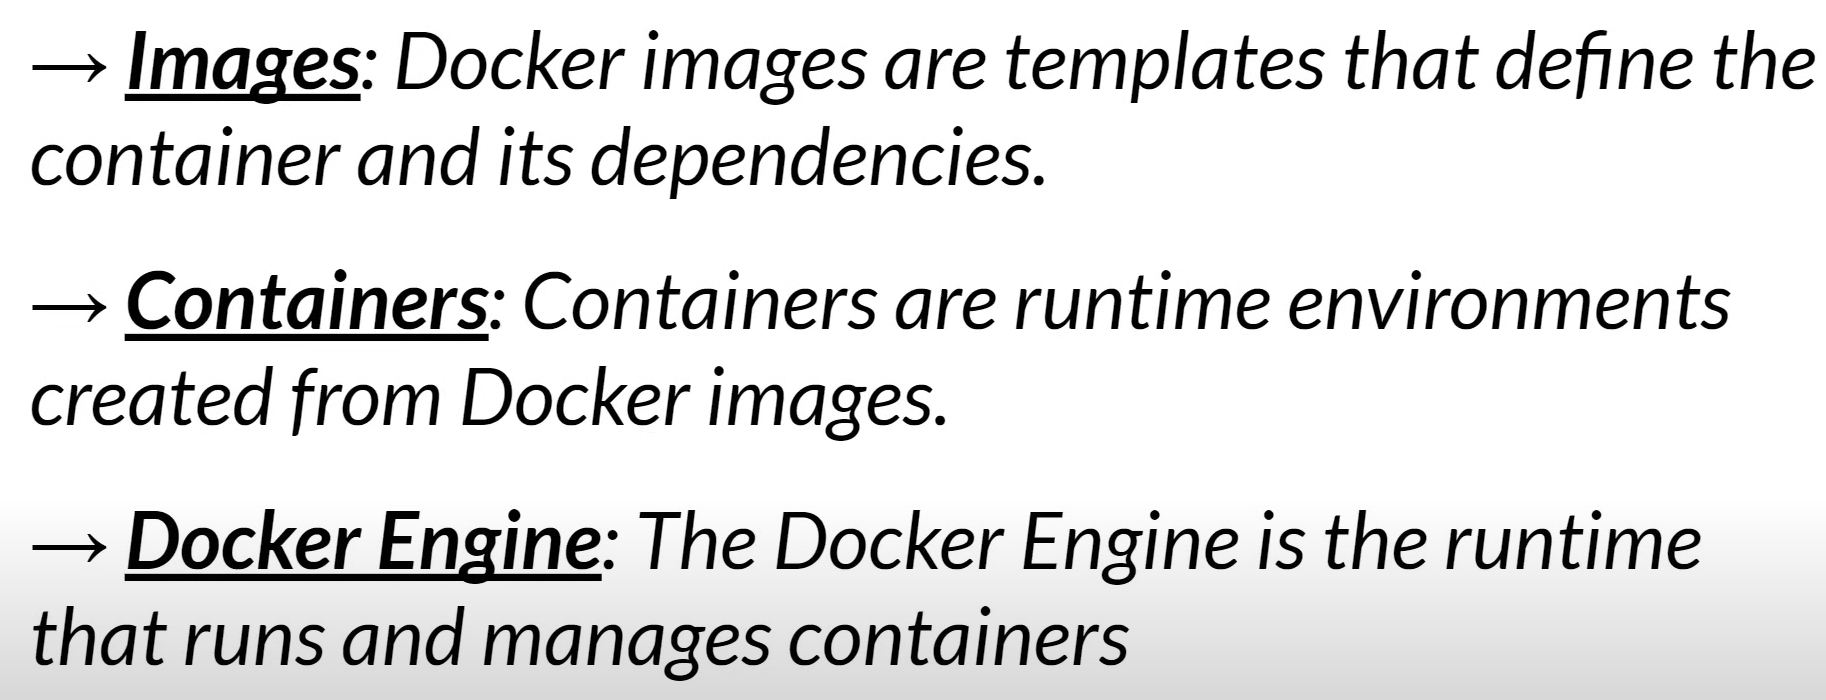 → Images: Docker images are templates that define the
container and its dependencies.
→ Containers: Containers are runtime environments
created from Docker images.
→ Docker Engine: The Docker Engine is the runtime
that runs and manages containers